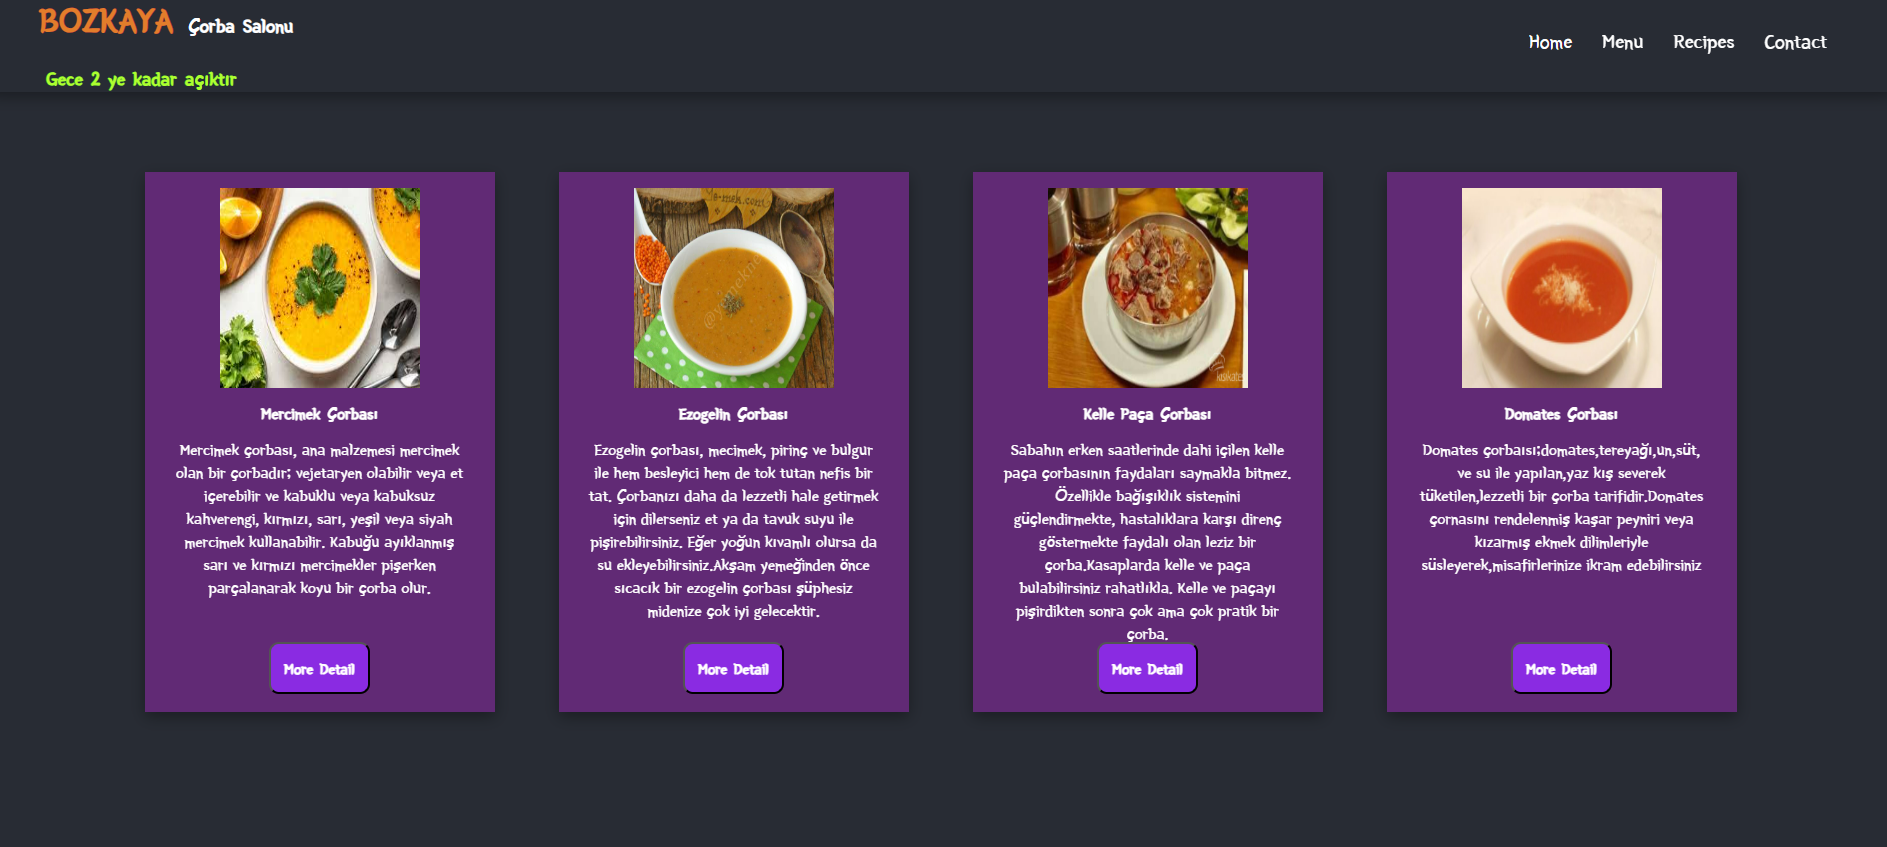 BOZKAYA Çorba Salonu
Home Menu Recipes Contact
Gece 2 ye kadar açıktır
Mercimek Çorbası
Mercimek çorbası, ana malzemesi mercimek
olan bir çorbadır; vejetaryen olabilir veya et
içerebilir ve kabuklu veya kabuksuz
kahverengi, kırmızı, sarı, yeşil veya siyah
mercimek kullanabilir. Kabuğu ayıklanmış
sarı ve kırmızı mercimekler pişerken
parçalanarak koyu bir çorba olur.
More Detail
Ezogelin Çorbası
Ezogelin çorbası, mecimek, pirinç ve bulgur
ile hem besleyici hem de tok tutan nefis bir
tat. Çorbanızı daha da lezzetli hale getirmek
için dilerseniz et ya da tavuk suyu ile
pişirebilirsiniz. Eğer yoğun kıvamlı olursa da
su ekleyebilirsiniz.Akşam yemeğinden önce
sıcacık bir ezogelin çorbası şüphesiz
midenize çok iyi gelecektir.
More Detail
Kelle Paça Çorbası
Sabahın erken saatlerinde dahi içilen kelle
paça çorbasının faydaları saymakla bitmez.
Özellikle bağışıklık sistemini
güçlendirmekte, hastalıklara karşı direnç
göstermekte faydalı olan leziz bir
çorba.Kasaplarda kelle ve paça
bulabilirsiniz rahatlıkla. Kelle ve paçayı
pişirdikten sonra çok ama çok pratik bir
çorba.
More Detail
Domates Çorbası
Domates çorbaısı;domates,tereyağı,un,süt,
ve su ile yapılan,yaz kış severek
tüketilen,lezzetli bir çorba tarifidir.Domates
çornasını rendelenmiş kaşar peyniri veya
kızarmış ekmek dilimleriyle
süsleyerek,misafirlerinize ikram edebilirsiniz
More Detail